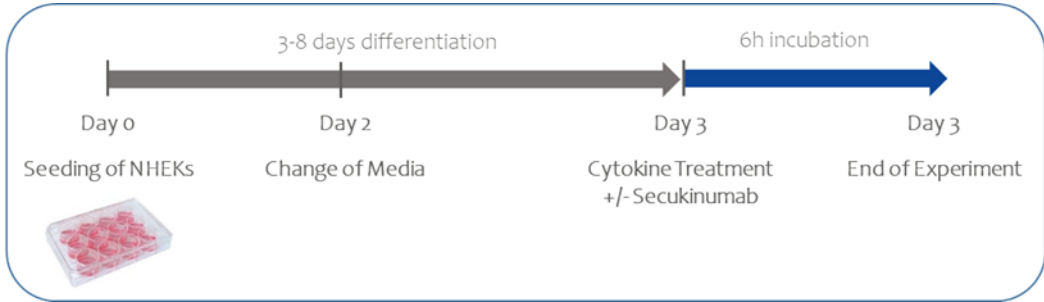 3-8 days differentiation
6h incubation
Day 0
Day 2
Day 3
Day 3
Seeding of NHEKs
Change of Media
Cytokine Treatment
+/- Secukinumab
End of Experiment